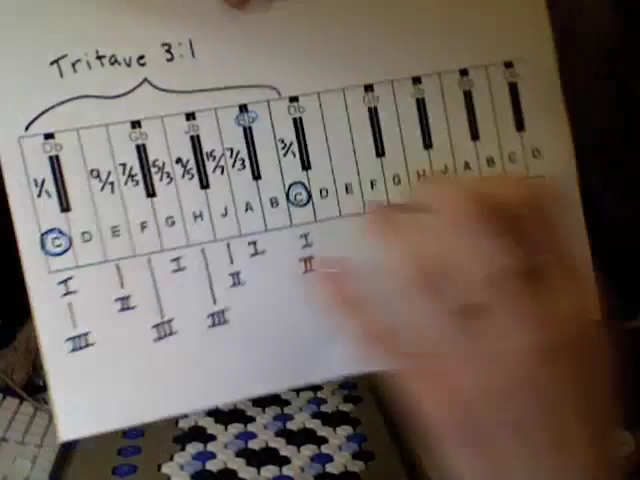 Tritave 3:1
Db Gb Jb Bb Db
1/1 9/7 7/5 5/3 9/5 15/7 7/3 3/1
C D E F G H J A B C D E F G H J A B C D
I I I I
II II II
III III III